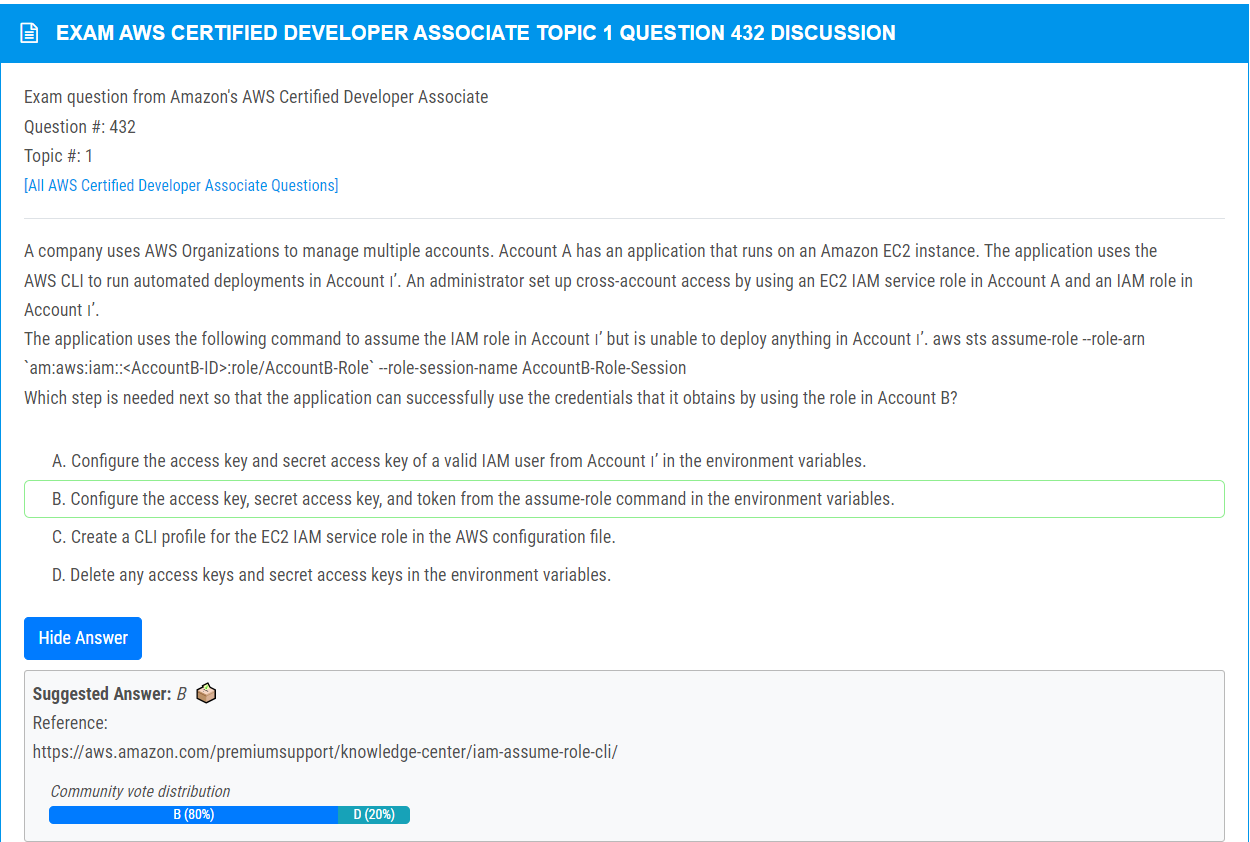 EXAM AWS CERTIFIED DEVELOPER ASSOCIATE TOPIC 1 QUESTION 432 DISCUSSION
Exam question from Amazon's AWS Certified Developer Associate
Question #: 432
Topic #: 1
[All AWS Certified Developer Associate Questions]
A company uses AWS Organizations to manage multiple accounts. Account A has an application that runs on an Amazon EC2 instance. The application uses the
AWS CLI to run automated deployments in Account ׀’. An administrator set up cross-account access by using an EC2 IAM service role in Account A and an IAM role in
Account ׀’.
The application uses the following command to assume the IAM role in Account ׀’ but is unable to deploy anything in Account ׀’. aws sts assume-role --role-arn
`am:aws:iam::<AccountB-ID>:role/AccountB-Role` --role-session-name AccountB-Role-Session
Which step is needed next so that the application can successfully use the credentials that it obtains by using the role in Account B?
A. Configure the access key and secret access key of a valid IAM user from Account ׀’ in the environment variables.
B. Configure the access key, secret access key, and token from the assume-role command in the environment variables.
C. Create a CLI profile for the EC2 IAM service role in the AWS configuration file.
D. Delete any access keys and secret access keys in the environment variables.
Hide Answer
Suggested Answer: B
Reference:
https://aws.amazon.com/premiumsupport/knowledge-center/iam-assume-role-cli/
Community vote distribution
B (80%) D (20%)